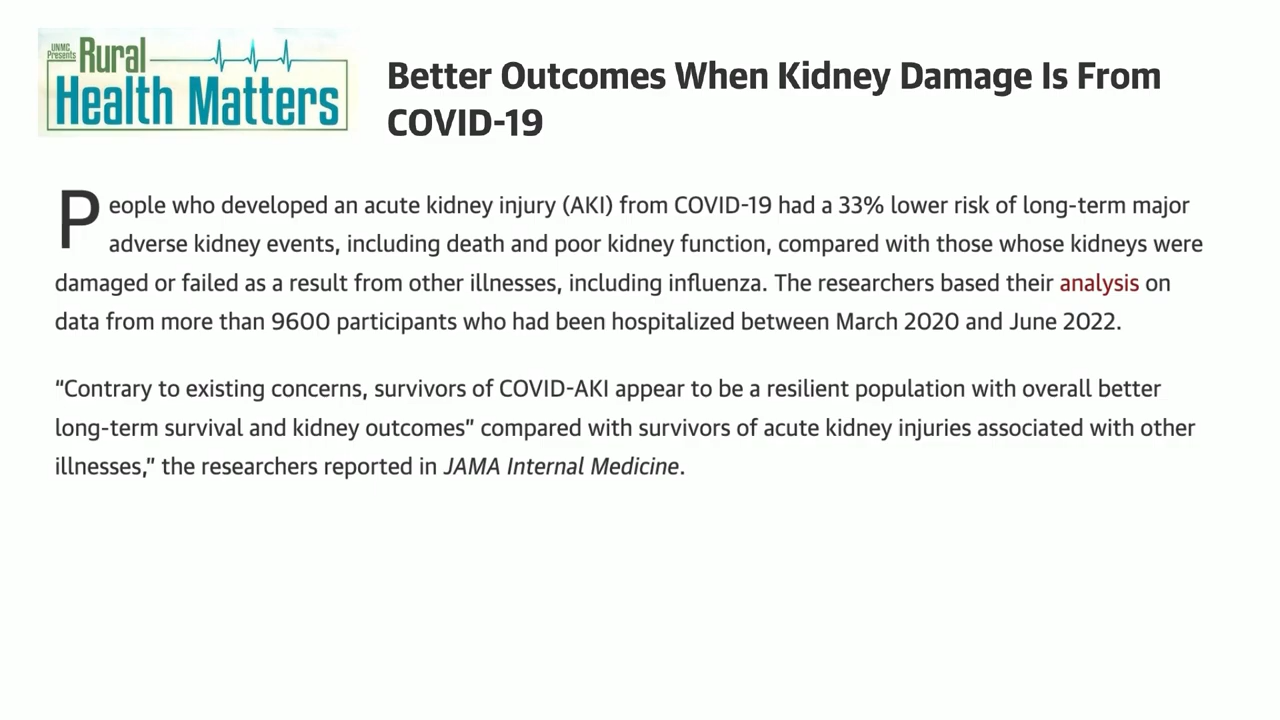 UNMC
Presents
Rural
Health Matters
Better Outcomes When Kidney Damage Is From
COVID-19
People who developed an acute kidney injury (AKI) from COVID-19 had a 33% lower risk of long-term major
adverse kidney events, including death and poor kidney function, compared with those whose kidneys were
damaged or failed as a result from other illnesses, including influenza. The researchers based their analysis on
data from more than 9600 participants who had been hospitalized between March 2020 and June 2022.
“Contrary to existing concerns, survivors of COVID-AKI appear to be a resilient population with overall better
long-term survival and kidney outcomes” compared with survivors of acute kidney injuries associated with other
illnesses,” the researchers reported in JAMA Internal Medicine.